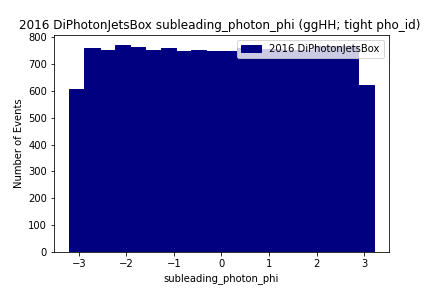 2016 DiPhotonJetsBox subleading_photon_phi (ggHH; tight pho_id)
2016 DiPhotonJetsBox
800
700
600
500
400
300
200
100
0
Number of Events
−3 −2 −1 0 1 2 3
subleading_photon_phi